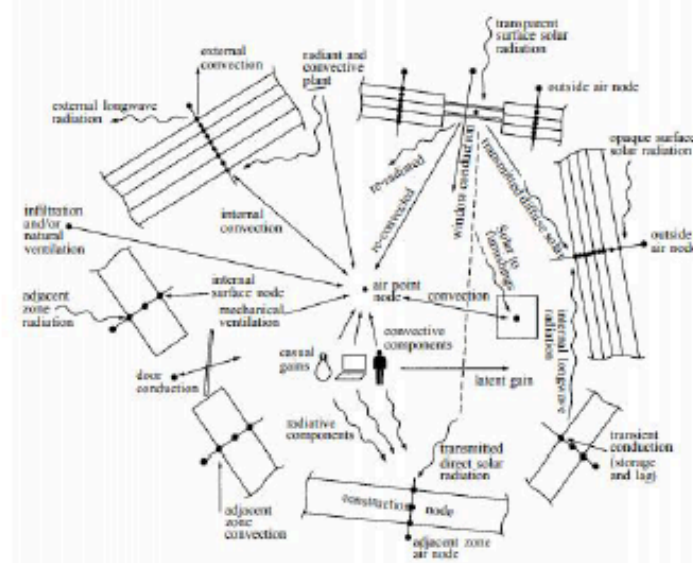 transparent
surface solar
radiation
external
convection
radiant and
convective
plant
outside air node
external longwave
radiation
opaque surface
solar radiation
re-radiated
re-convected
window conduction
transmitted diffuse solar
infiltration
and/or
natural
ventilation
internal
convection
Solar to
furnishings
outside
air node
internal
surface node
air point
node
convection
adjacent
zone
radiation
mechanical
ventilation
internal longwave
radiation
convective
components
casual
gains
door
conduction
latent gain
radiative
components
transmitted
direct solar
radiation
transient
conduction
(storage
and lag)
construction node
adjacent
zone
convection
adjacent zone
air node